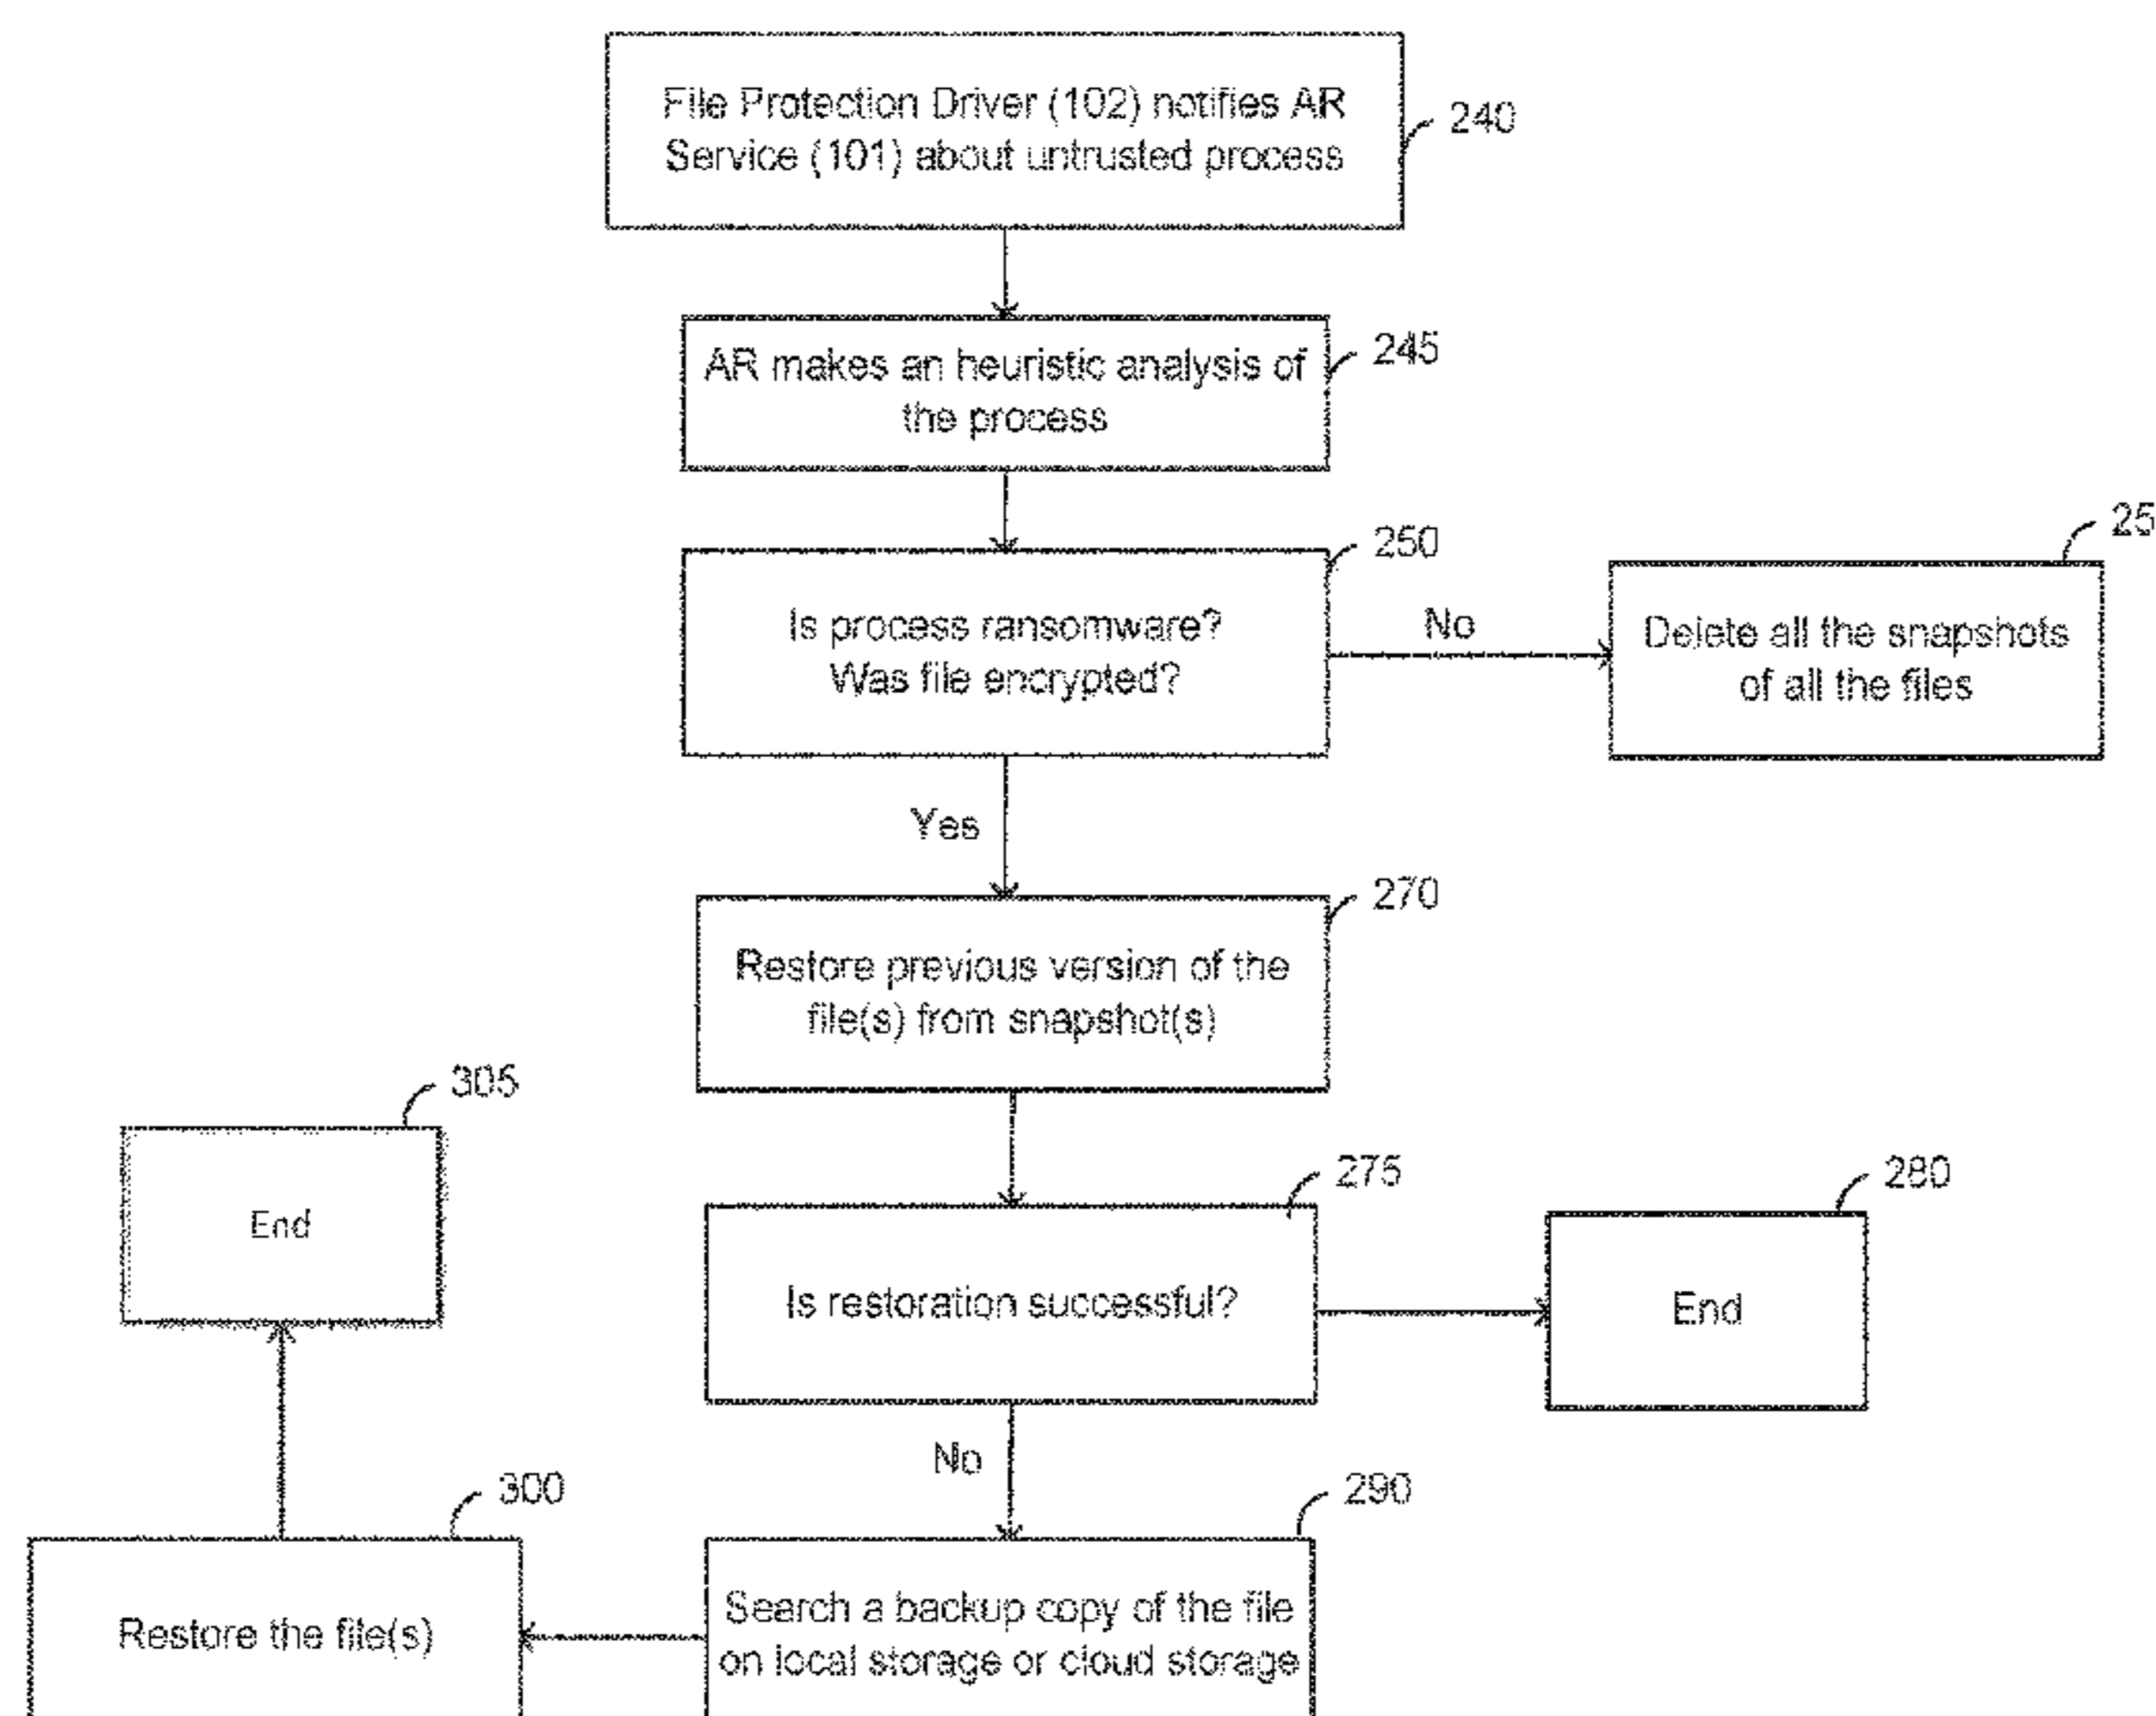 File Protection Driver (102) notifies AR
Service (101) about untrusted process
240
AR makes an heuristic analysis of
the process
245
Is process ransomware?
Was file encrypted?
250
No
Delete all the snapshots
of all the files
25
Yes
Restore previous version of the
file(s) from snapshot(s)
270
305
End
275
Is restoration successful?
280
End
No
300
Restore the file(s)
290
Search a backup copy of the file
on local storage or cloud storage